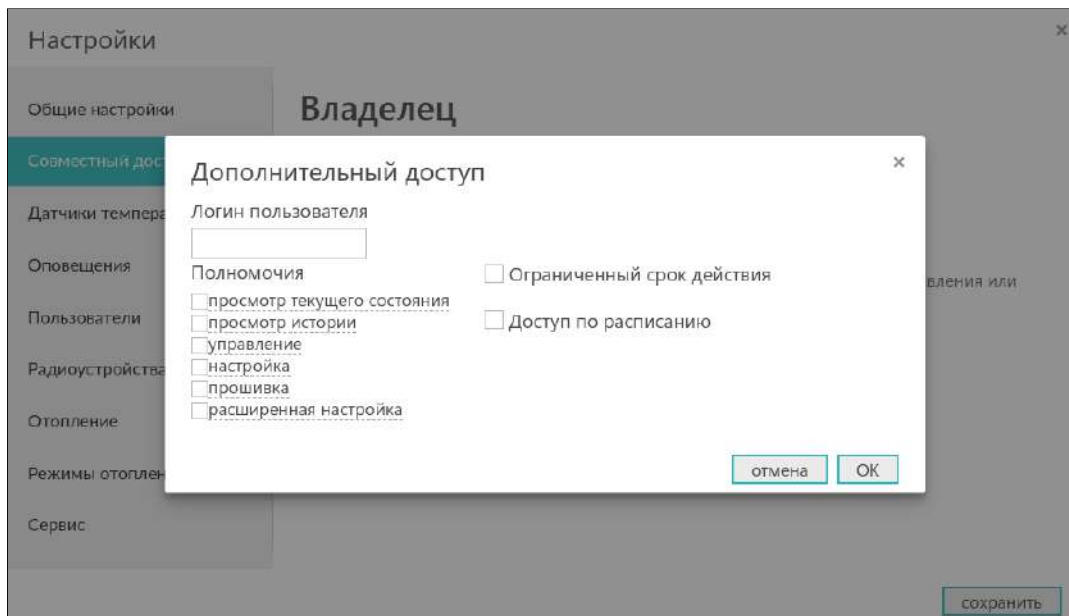 Настройки
Общие настройки
Владелец
Совместный дос
Дополнительный доступ
Датчики темпера
Логин пользователя
Оповещения
Полномочия
Ограниченный срок действия
вления или
просмотр текущего состояния
Пользователи
просмотр истории
Доступ по расписанию
управление
Радиоустройства
настройка
прошивка
расширенная настройка
Отопление
Режимы отоплен
отмена
OK
Сервис
сохранить